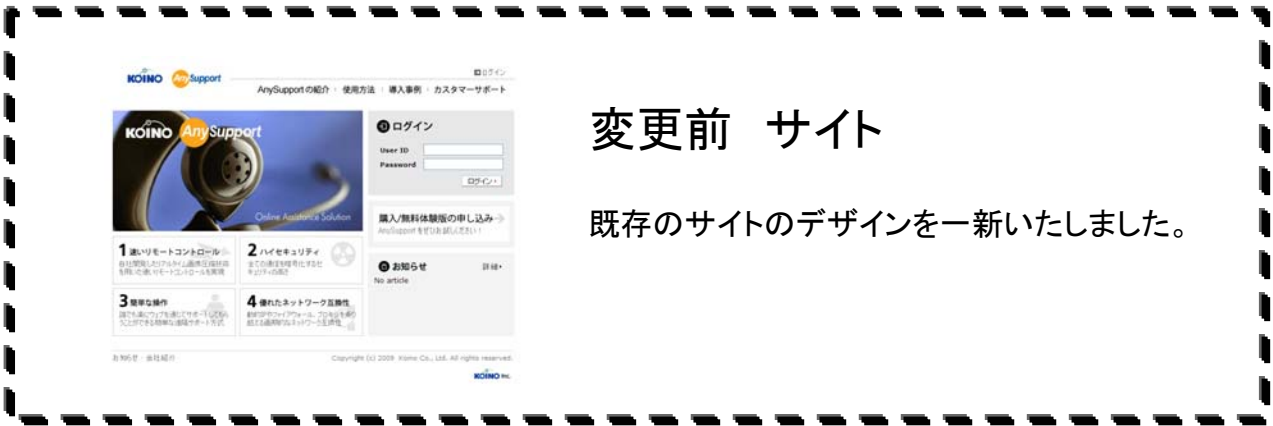 KOINO AnySupport
ログイン
AnySupportの紹介 使用方法 導入事例 カスタマーサポート
KOINO AnySupport
Online Assistance Solution
ログイン
User ID
Password
ログイン
購入/無料体験版の申し込み
AnySupportをぜひお試しください!
1 速いリモートコントロール
2 ハイセキュリティ
お知らせ 詳細
No article
3 簡単な操作
4 優れたネットワーク互換性
お知らせ 会社紹介
Copyright (c) 2009 Koino Co., Ltd. All rights reserved.
KOINO Inc.
変更前 サイト
既存のサイトのデザインを一新いたしました。